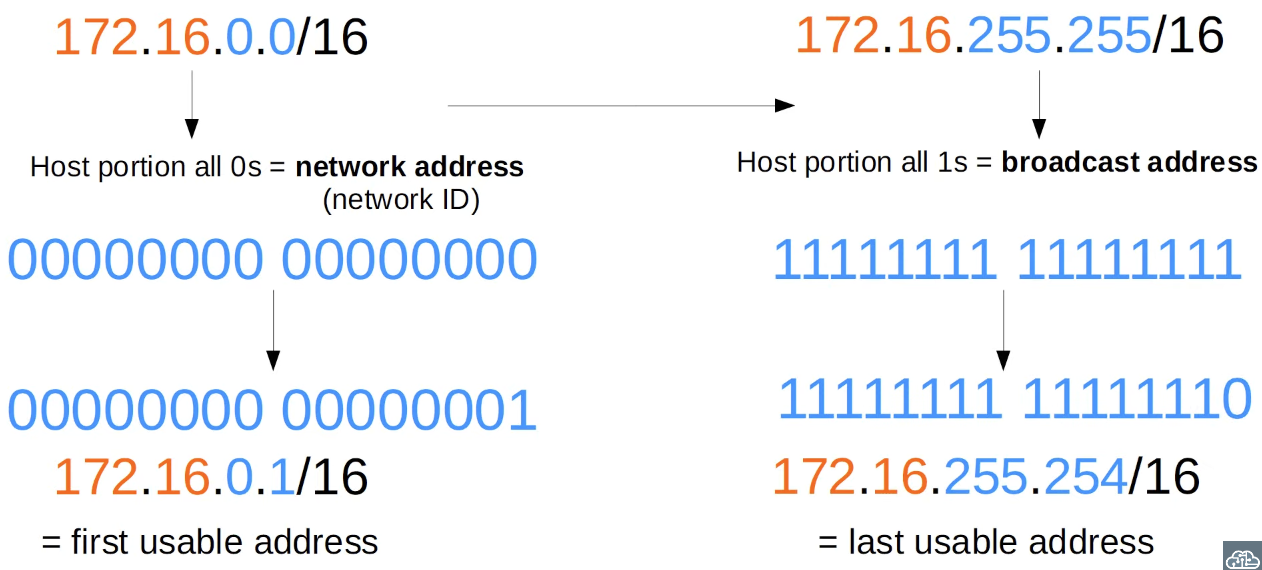 172.16.0.0/16
Host portion all 0s = network address
(network ID)
00000000 00000000
00000000 00000001
172.16.0.1/16
= first usable address
172.16.255.255/16
Host portion all 1s = broadcast address
11111111 11111111
11111111 11111110
172.16.255.254/16
= last usable address